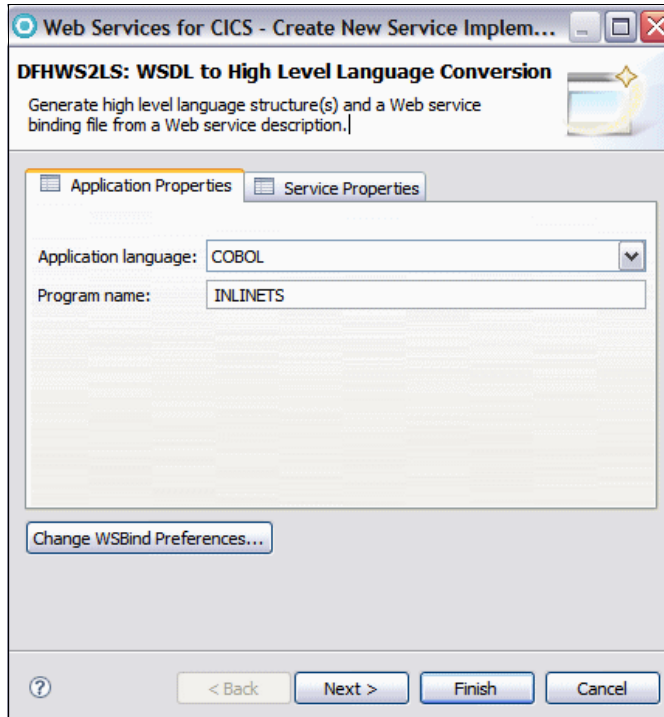 Web Services for CICS - Create New Service Implem...
DFHWS2LS: WSDL to High Level Language Conversion
Generate high level language structure(s) and a Web service
binding file from a Web service description.
Application Properties
Service Properties
Application language: COBOL
Program name: INLINETS
Change WSBind Preferences...
? < Back Next > Finish Cancel